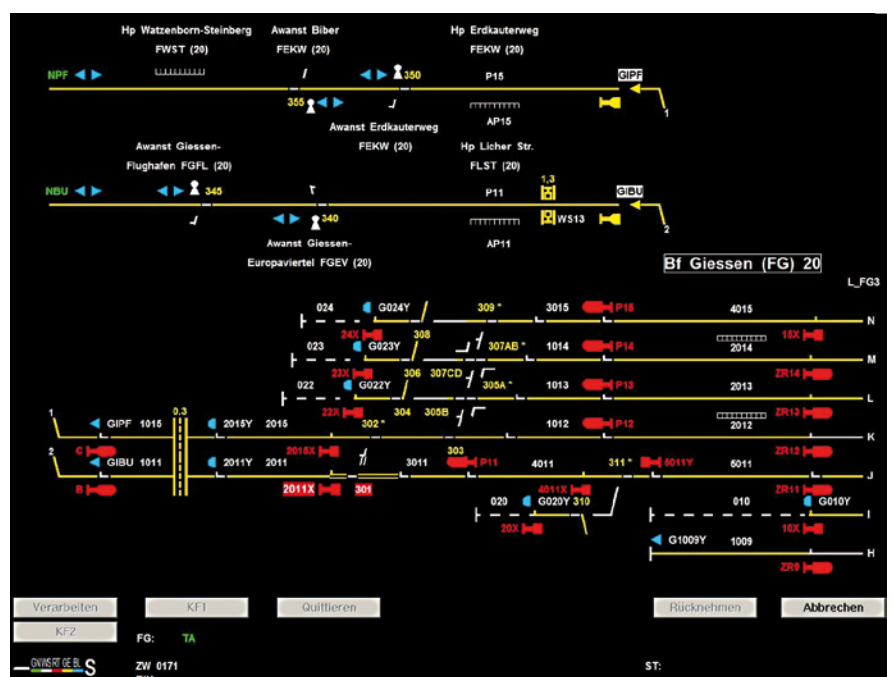 Hp Watzenborn-Steinberg Awanst Biber Hp Erdkauterweg
FWST (20) FEKW (20) FEKW (20)
NPF 350 P15 GIPF
355 1
AP15
Awanst Erdkauterweg
Awanst Giessen- FEKW (20) Hp Licher Str.
Flughafen FGFL (20) FLST (20)
1,3
NBU 345 P11 GIBU
340 WS13 2
Awanst Giessen- AP11
Europaviertel FGEV (20)
Bf Giessen (FG) 20
L_FG3
024 G024Y 309 * 3015 P15 4015
N
24X 308 15X
023 G023Y 307AB * 1014 P14 2014
M
23X 306 307CD ZR14
022 G022Y 305A * 1013 P13 2013
L
22X 304 305B ZR13
1 GIPF 1015 0.3 2015Y 2015 302 * 1012 P12 2012
K
C 2015X 303 ZR12
2 GIBU 1011 2011Y 2011 3011 P11 4011 311 * 5011Y 5011
J
B 2011X 301 4011X ZR11
020 G020Y 310 010 G010Y
I
20X 10X
G1009Y 1009
H
ZR9
Verarbeiten KF1 Quittieren Rücknehmen Abbrechen
KF2
FG: TA
GNWSRT GE BL S ZW 0171 ST: